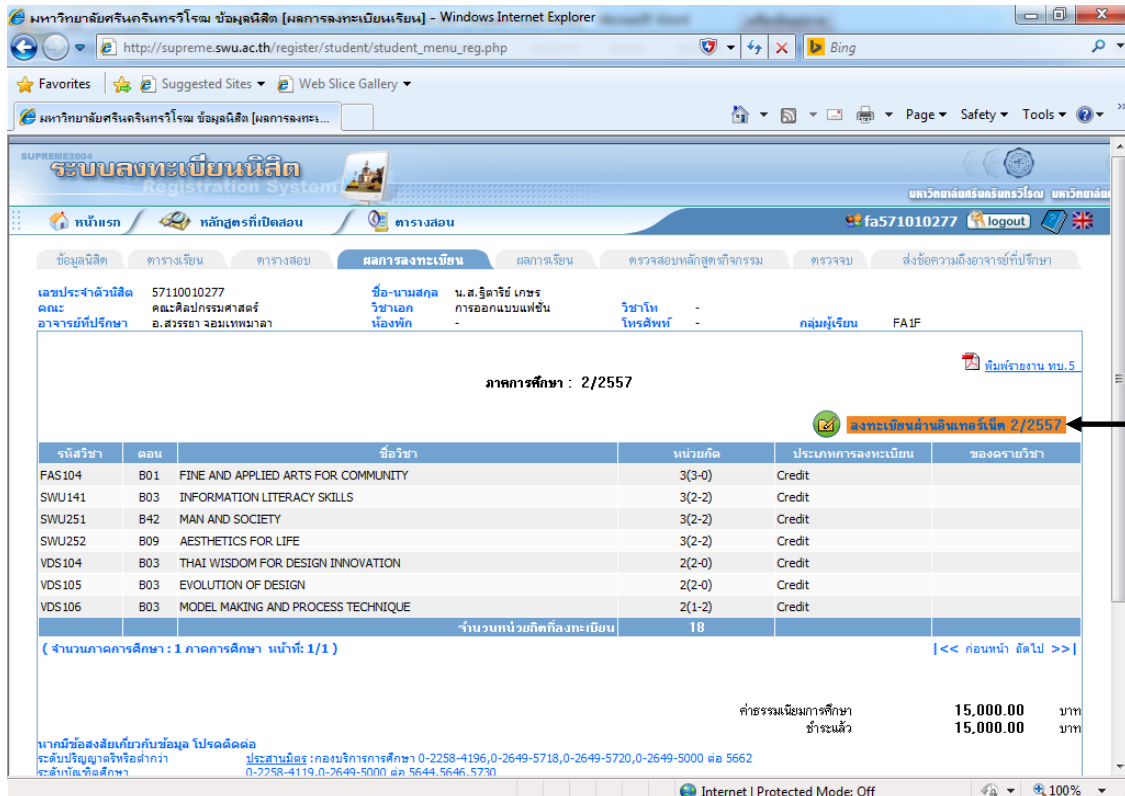 มหาวิทยาลัยศรีนครินทรวิโรฒ ข้อมูลนิสิต [ผลการลงทะเบียนเรียน] - Windows Internet Explorer
http://supreme.swu.ac.th/register/student/student_menu_reg.php Bing
Favorites Suggested Sites Web Slice Gallery
มหาวิทยาลัยศรีนครินทรวิโรฒ ข้อมูลนิสิต [ผลการลงทะเ... Page Safety Tools
SUPREME2004
ระบบลงทะเบียนนิสิต
Registration System
มหาวิทยาลัยศรีนครินทรวิโรฒ มหาวิทยาลัย
หน้าแรก หลักสูตรที่เปิดสอน ตารางสอน fa571010277 logout
ข้อมูลนิสิต ตารางเรียน ตารางสอบ ผลการลงทะเบียน ผลการเรียน ตรวจสอบหลักสูตรกิจกรรม ตรวจจบ ส่งข้อความถึงอาจารย์ที่ปรึกษา
เลขประจำตัวนิสิต 57110010277 ชื่อ-นามสกุล น.ส.ฐิตารีย์ เกษร
คณะ คณะศิลปกรรมศาสตร์ วิชาเอก การออกแบบแฟชั่น วิชาโท -
อาจารย์ที่ปรึกษา อ.สวรรยา จอมเทพมาลา ห้องพัก - โทรศัพท์ - กลุ่มผู้เรียน FA1F
พิมพ์รายงาน ทบ.5
ภาคการศึกษา : 2/2557
ลงทะเบียนผ่านอินเทอร์เน็ต 2/2557
รหัสวิชา ตอน ชื่อวิชา หน่วยกิต ประเภทการลงทะเบียน ของดรายวิชา
FAS104 B01 FINE AND APPLIED ARTS FOR COMMUNITY 3(3-0) Credit
SWU141 B03 INFORMATION LITERACY SKILLS 3(2-2) Credit
SWU251 B42 MAN AND SOCIETY 3(2-2) Credit
SWU252 B09 AESTHETICS FOR LIFE 3(2-2) Credit
VDS104 B03 THAI WISDOM FOR DESIGN INNOVATION 2(2-0) Credit
VDS105 B03 EVOLUTION OF DESIGN 2(2-0) Credit
VDS106 B03 MODEL MAKING AND PROCESS TECHNIQUE 2(1-2) Credit
จำนวนหน่วยกิตที่ลงทะเบียน 18
( จำนวนภาคการศึกษา : 1 ภาคการศึกษา หน้าที่: 1/1 ) |<< ก่อนหน้า ถัดไป >>|
ค่าธรรมเนียมการศึกษา 15,000.00 บาท
ชำระแล้ว 15,000.00 บาท
หากมีข้อสงสัยเกี่ยวกับข้อมูล โปรดติดต่อ
ระดับปริญญาตรีหรือต่ำกว่า ประสานมิตร :กองบริการการศึกษา 0-2258-4196,0-2649-5718,0-2649-5720,0-2649-5000 ต่อ 5662
ระดับบัณฑิตศึกษา 0-2258-4119,0-2649-5000 ต่อ 5644,5646,5730
Internet | Protected Mode: Off 100%